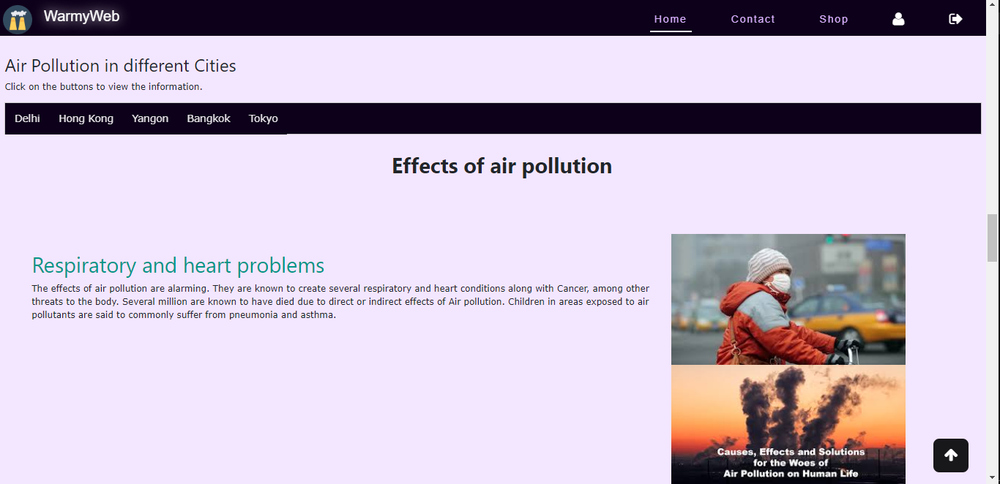 WarmyWeb
Home Contact Shop
Air Pollution in different Cities
Click on the buttons to view the information.
Delhi Hong Kong Yangon Bangkok Tokyo
Effects of air pollution
Respiratory and heart problems
The effects of air pollution are alarming. They are known to create several respiratory and heart conditions along with Cancer, among other
threats to the body. Several million are known to have died due to direct or indirect effects of Air pollution. Children in areas exposed to air
pollutants are said to commonly suffer from pneumonia and asthma.
Causes, Effects and Solutions
for the Woes of
Air Pollution on Human Life